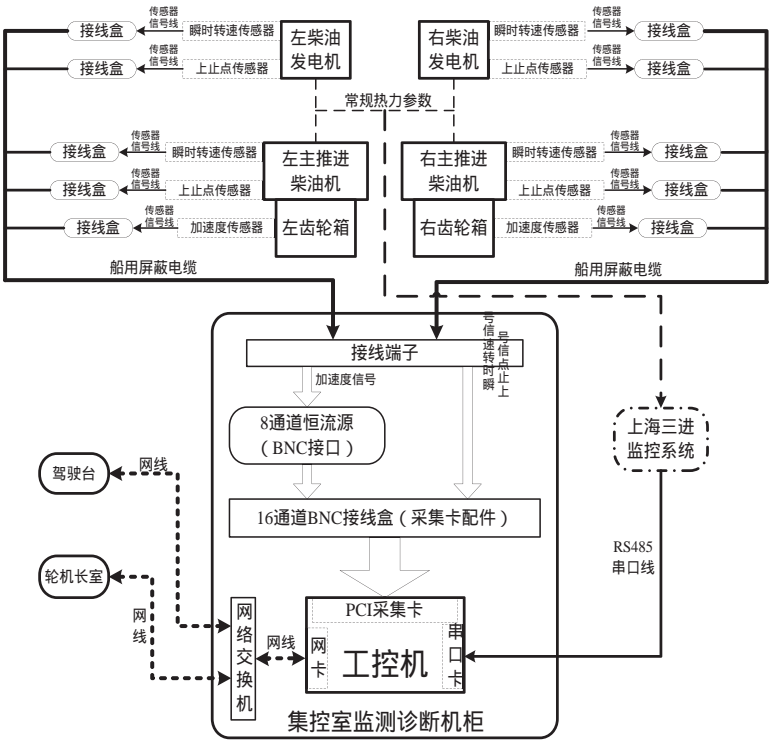 传感器
信号线
接线盒
瞬时转速传感器
左柴油
发电机
传感器
信号线
接线盒
上止点传感器
右柴油
发电机
瞬时转速传感器
传感器
信号线
接线盒
上止点传感器
传感器
信号线
接线盒
常规热力参数
传感器
信号线
接线盒
瞬时转速传感器
左主推进
柴油机
传感器
信号线
接线盒
上止点传感器
传感器
信号线
接线盒
加速度传感器
左齿轮箱
右主推进
柴油机
瞬时转速传感器
传感器
信号线
接线盒
上止点传感器
传感器
信号线
接线盒
右齿轮箱
加速度传感器
传感器
信号线
接线盒
船用屏蔽电缆
船用屏蔽电缆
接线端子
加速度信号
号信速转时瞬
号信点止上
8通道恒流源
（BNC接口）
上海三进
监控系统
驾驶台
网线
16通道BNC接线盒（采集卡配件）
RS485
串口线
轮机长室
网线
PCI采集卡
网络交换机
网线
网卡
工控机
串口卡
集控室监测诊断机柜